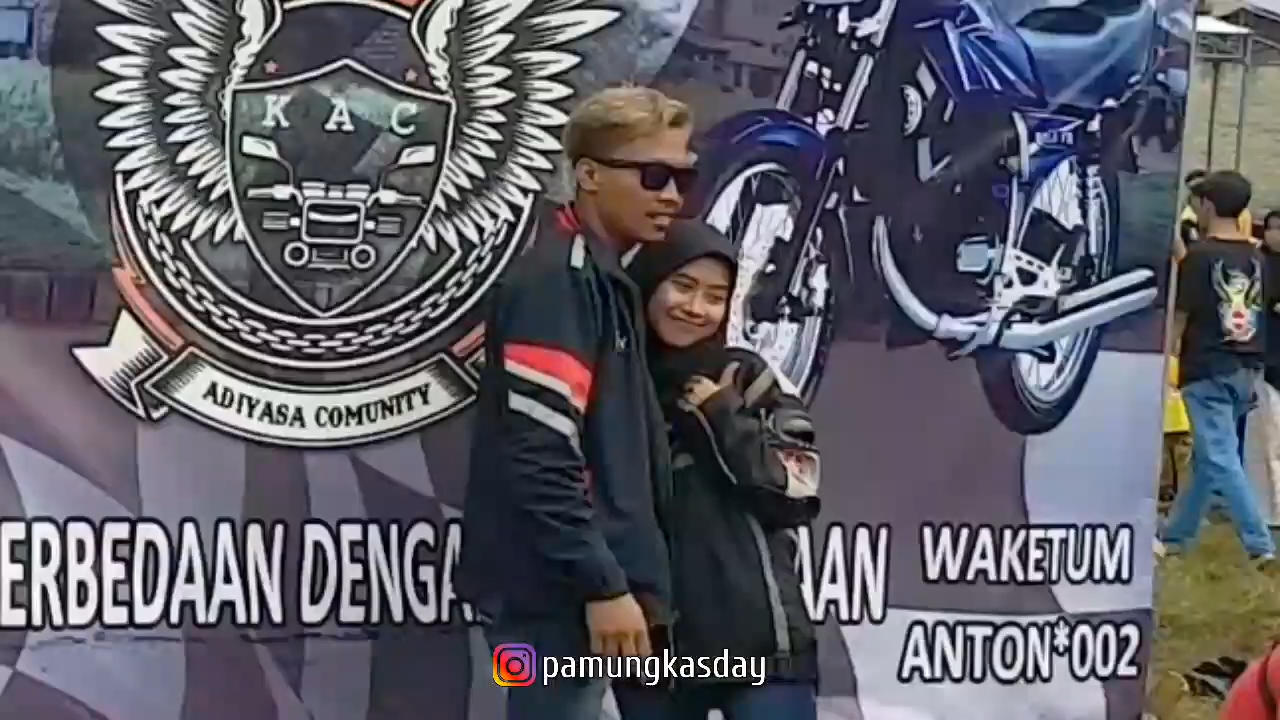 K A C
ADIYASA COMUNITY
ERBEDAAN DENGA
AAN
WAKETUM
ANTON*002
pamungkasday